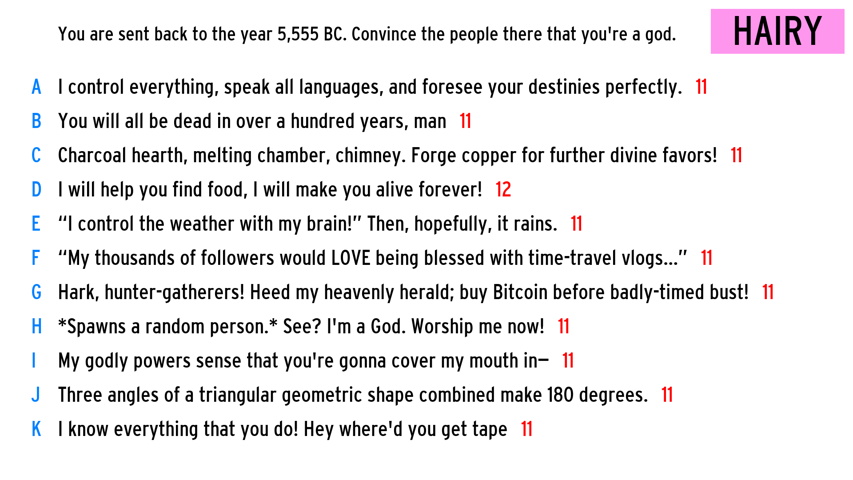 You are sent back to the year 5,555 BC. Convince the people there that you're a god.
HAIRY
A I control everything, speak all languages, and foresee your destinies perfectly. 11
B You will all be dead in over a hundred years, man 11
C Charcoal hearth, melting chamber, chimney. Forge copper for further divine favors! 11
D I will help you find food, I will make you alive forever! 12
E “I control the weather with my brain!” Then, hopefully, it rains. 11
F “My thousands of followers would LOVE being blessed with time-travel vlogs...” 11
G Hark, hunter-gatherers! Heed my heavenly herald; buy Bitcoin before badly-timed bust! 11
H *Spawns a random person.* See? I'm a God. Worship me now! 11
I My godly powers sense that you're gonna cover my mouth in– 11
J Three angles of a triangular geometric shape combined make 180 degrees. 11
K I know everything that you do! Hey where'd you get tape 11